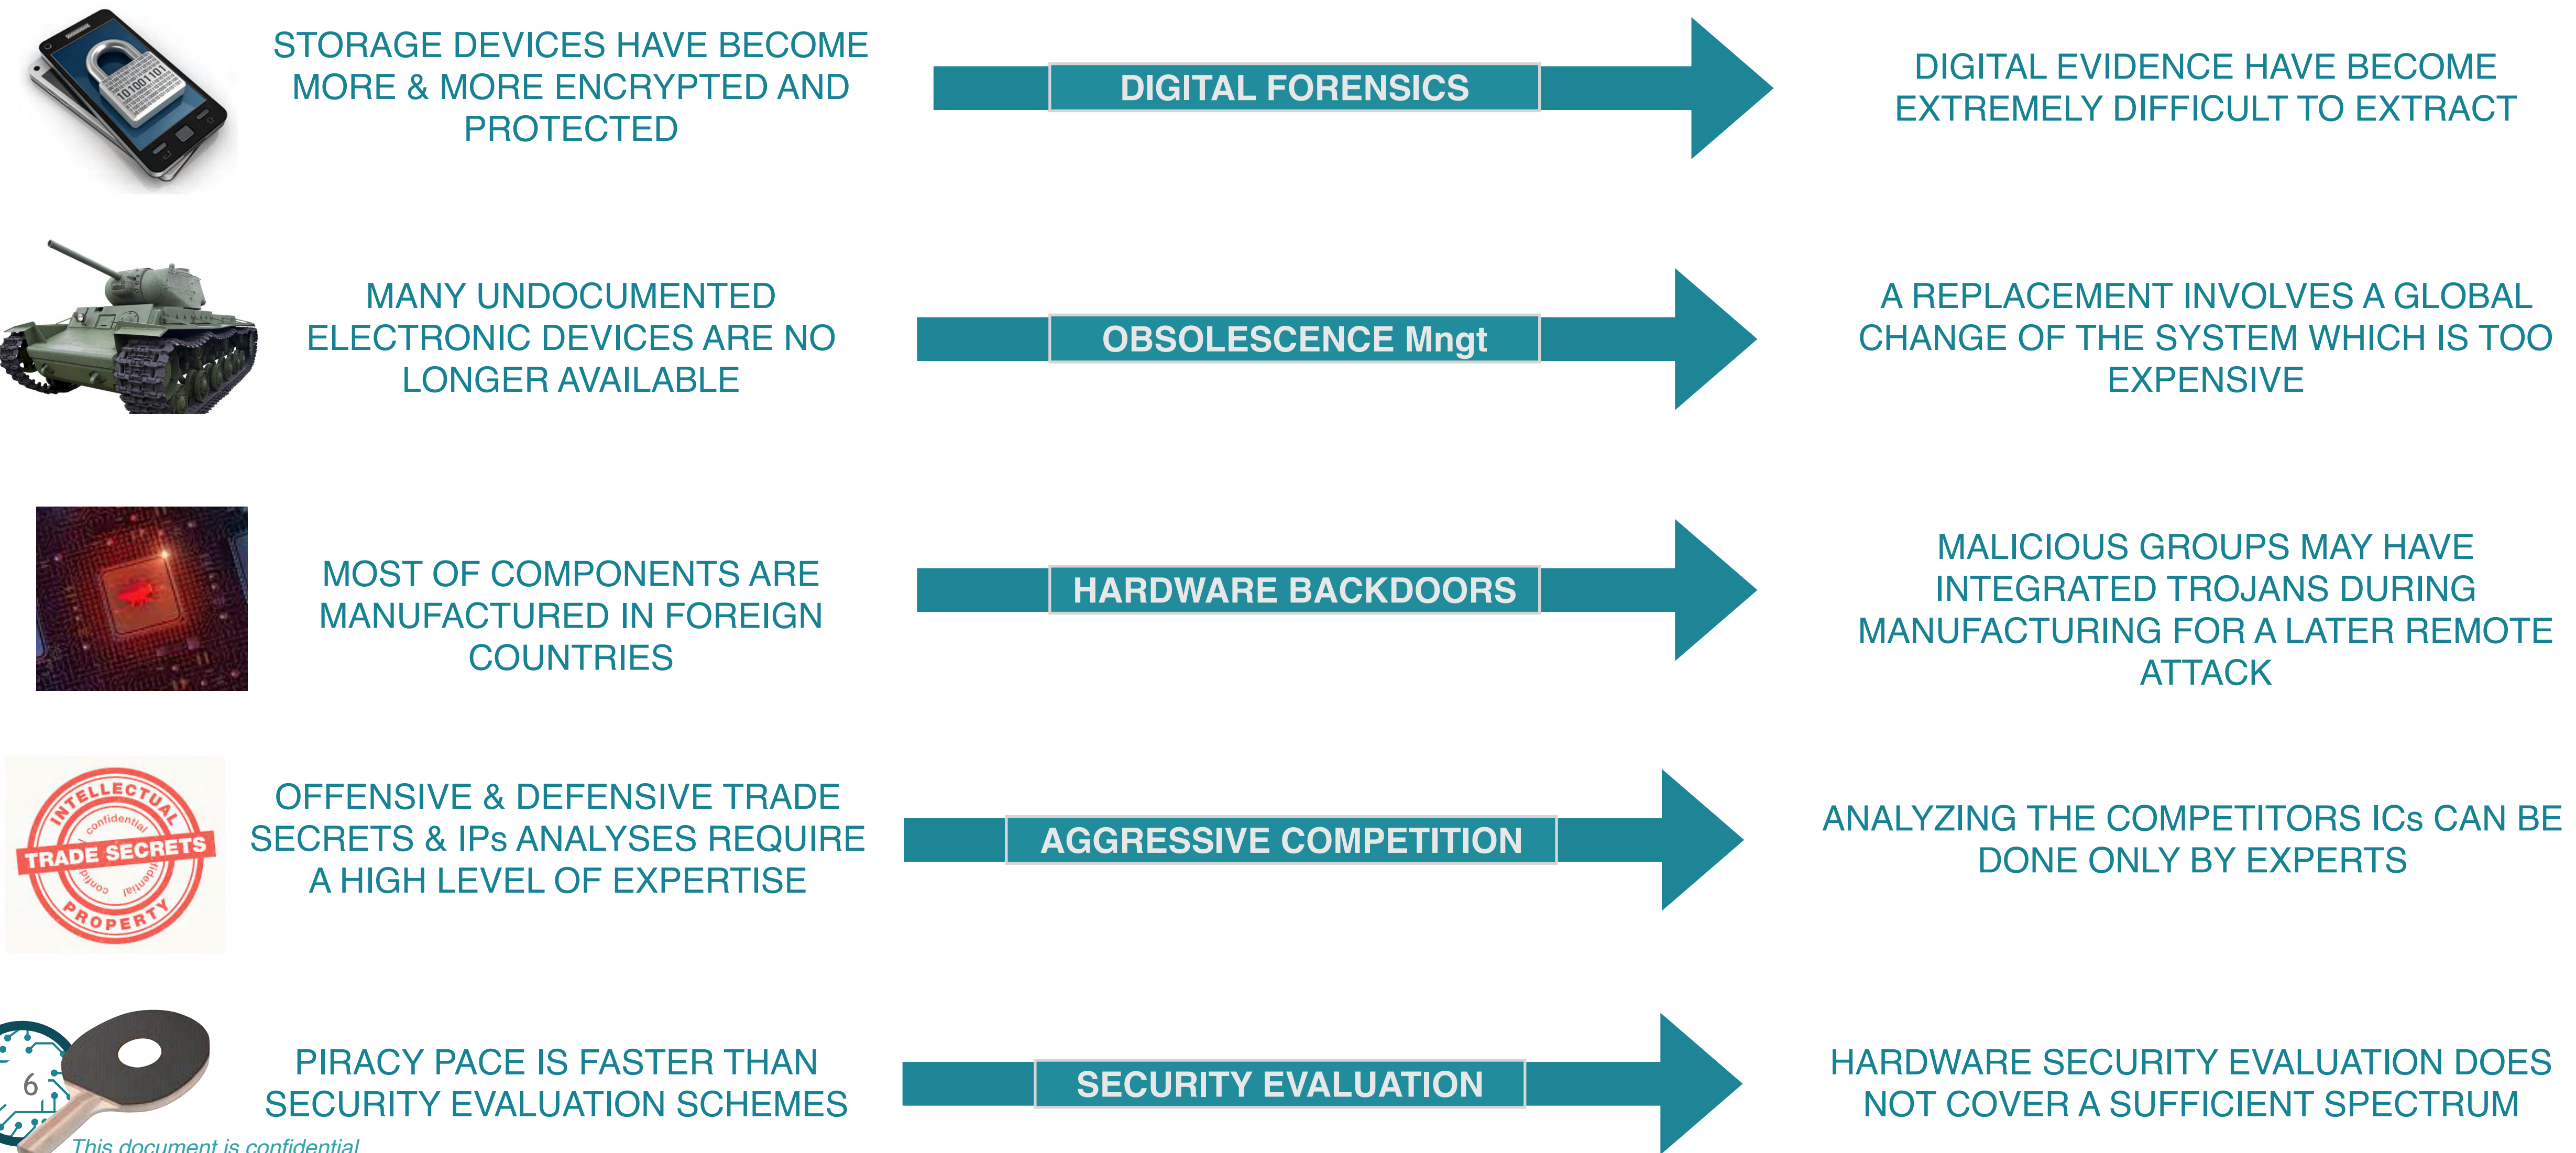 101001101
STORAGE DEVICES HAVE BECOME
MORE & MORE ENCRYPTED AND
PROTECTED
DIGITAL FORENSICS
DIGITAL EVIDENCE HAVE BECOME
EXTREMELY DIFFICULT TO EXTRACT
MANY UNDOCUMENTED
ELECTRONIC DEVICES ARE NO
LONGER AVAILABLE
OBSOLESCENCE Mngt
A REPLACEMENT INVOLVES A GLOBAL
CHANGE OF THE SYSTEM WHICH IS TOO
EXPENSIVE
MOST OF COMPONENTS ARE
MANUFACTURED IN FOREIGN
COUNTRIES
HARDWARE BACKDOORS
MALICIOUS GROUPS MAY HAVE
INTEGRATED TROJANS DURING
MANUFACTURING FOR A LATER REMOTE
ATTACK
INTELLECTUAL
confidential
TRADE SECRETS
confidential
PROPERTY
OFFENSIVE & DEFENSIVE TRADE
SECRETS & IPs ANALYSES REQUIRE
A HIGH LEVEL OF EXPERTISE
AGGRESSIVE COMPETITION
ANALYZING THE COMPETITORS ICs CAN BE
DONE ONLY BY EXPERTS
6
PIRACY PACE IS FASTER THAN
SECURITY EVALUATION SCHEMES
SECURITY EVALUATION
HARDWARE SECURITY EVALUATION DOES
NOT COVER A SUFFICIENT SPECTRUM
This document is confidential